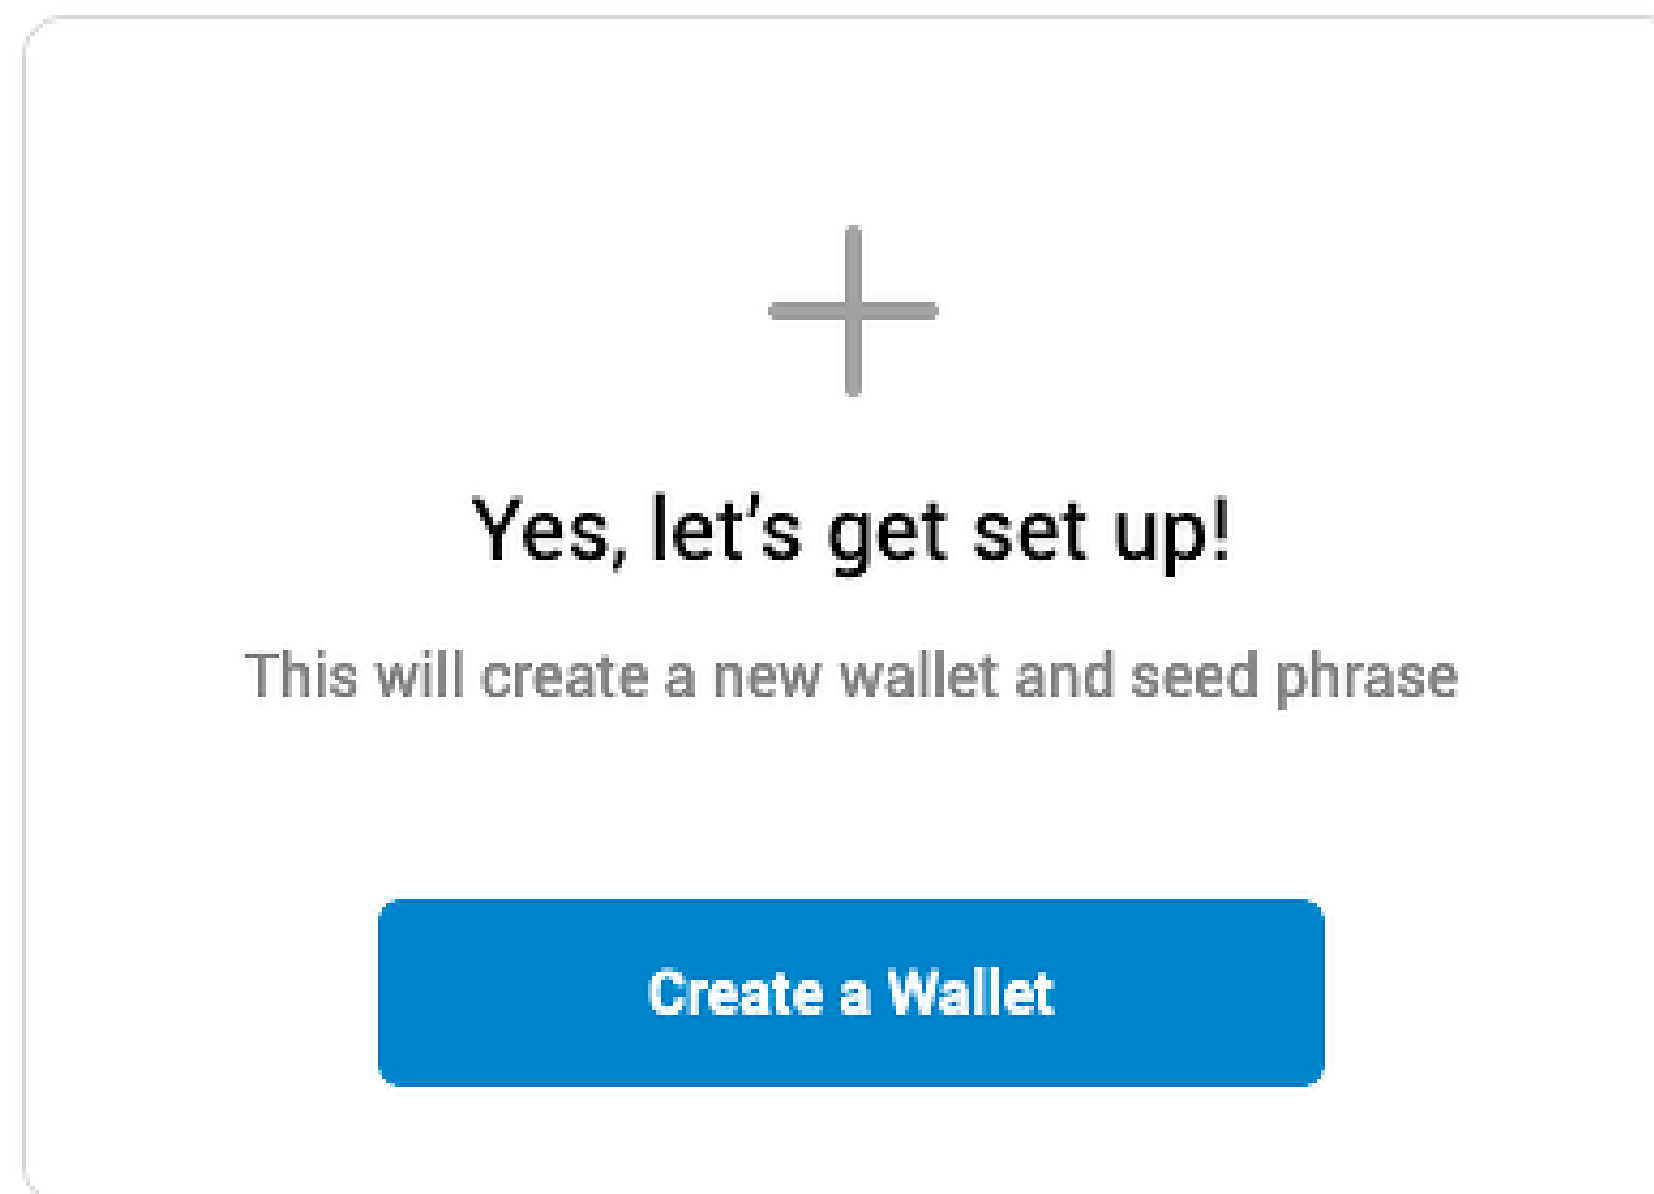 Yes, let's get set up!
This will create a new wallet and seed phrase
Create a Wallet